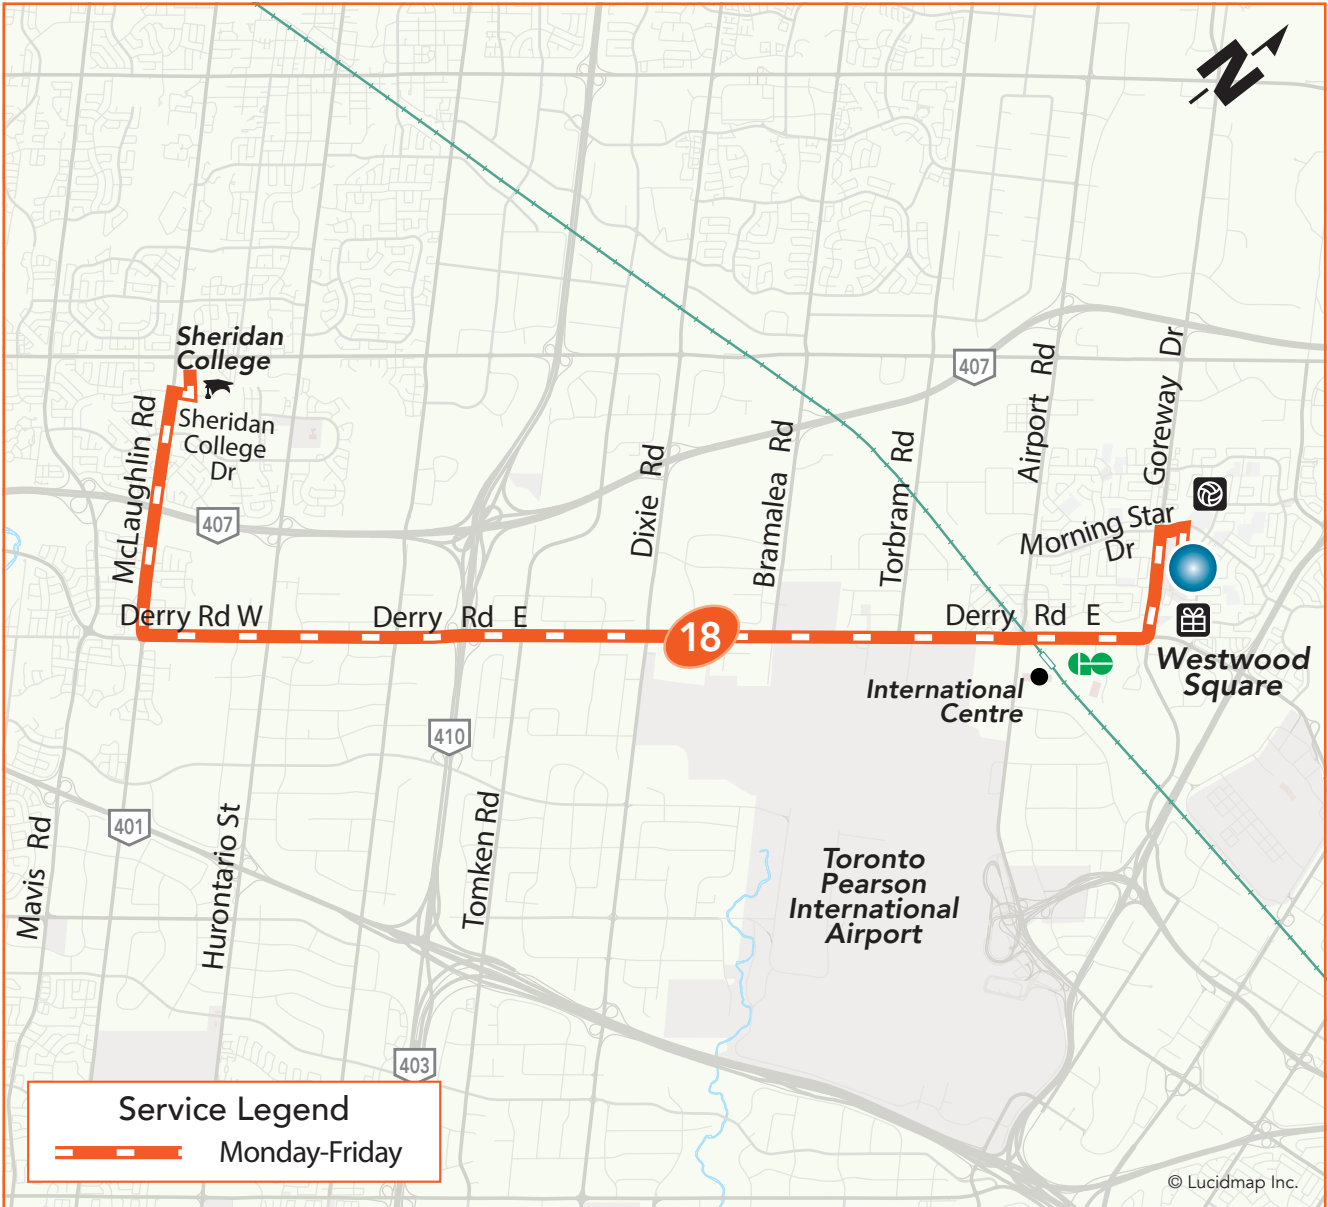 N
Sheridan
College
Sheridan
College
Dr
McLaughlin Rd
407
407
Dixie Rd
Bramalea Rd
Torbram Rd
Airport Rd
Goreway Dr
Morning Star
Dr
Derry Rd W
Derry Rd E
18
Derry Rd E
Westwood
Square
International
Centre
410
401
Mavis Rd
Hurontario St
Tomken Rd
Toronto
Pearson
International
Airport
403
Service Legend
Monday-Friday
© Lucidmap Inc.